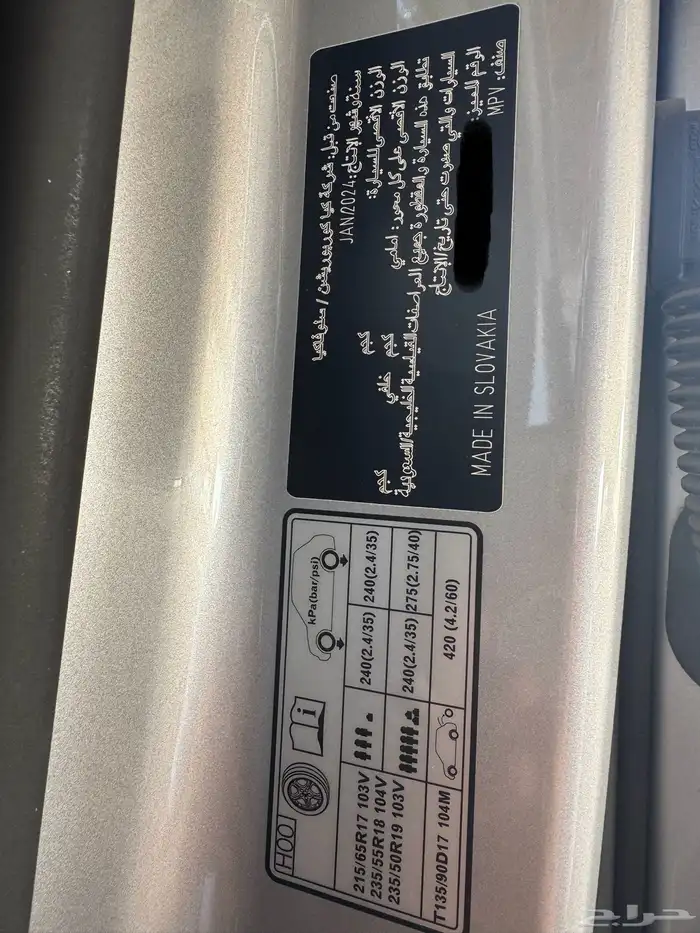 صنعت من قبل: شركة كيا كوربوريشن / سلوفاكيا
سنة و شهر الإنتاج: JAN/2024
الوزن الأقصى للسيارة: كجم
الوزن الأقصى على كل محور: امامي كجم خلفي كجم
تطابق هذه السيارة و المقطورة جميع المواصفات القياسية الخليجية/السعودية
السيارات والتي صدرت حتى تاريخ/الإنتاج
الرقم المميز:
صنف: MPV
MADE IN SLOVAKIA
HOO
kPa(bar/psi)
215/65R17 103V
235/55R18 104V
235/50R19 103V
240(2.4/35) 240(2.4/35)
240(2.4/35) 275(2.75/40)
T135/90D17 104M
420 (4.2/60)
حراج